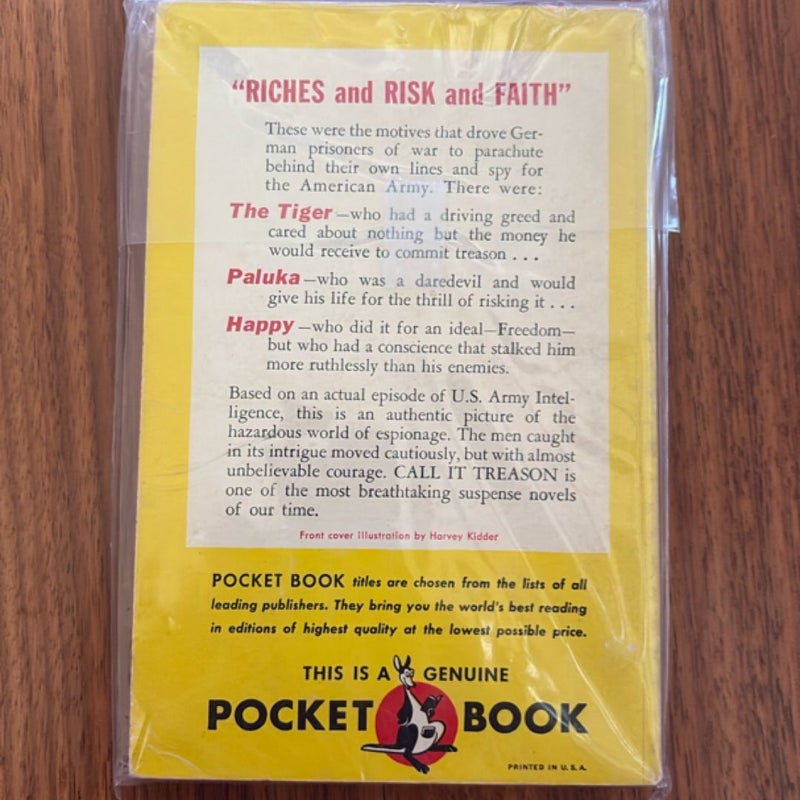 "RICHES and RISK and FAITH"
These were the motives that drove Ger-
man prisoners of war to parachute
behind their own lines and spy for
the American Army. There were:
The Tiger—who had a driving greed and
cared about nothing but the money he
would receive to commit treason . . .
Paluka—who was a daredevil and would
give his life for the thrill of risking it . . .
Happy—who did it for an ideal—Freedom—
but who had a conscience that stalked him
more ruthlessly than his enemies.
Based on an actual episode of U.S. Army Intel-
ligence, this is an authentic picture of the
hazardous world of espionage. The men caught
in its intrigue moved cautiously, but with almost
unbelievable courage. CALL IT TREASON is
one of the most breathtaking suspense novels
of our time.
Front cover illustration by Harvey Kidder
POCKET BOOK titles are chosen from the lists of all
leading publishers. They bring you the world's best reading
in editions of highest quality at the lowest possible price.
THIS IS A GENUINE
POCKET BOOK
PRINTED IN U.S.A.